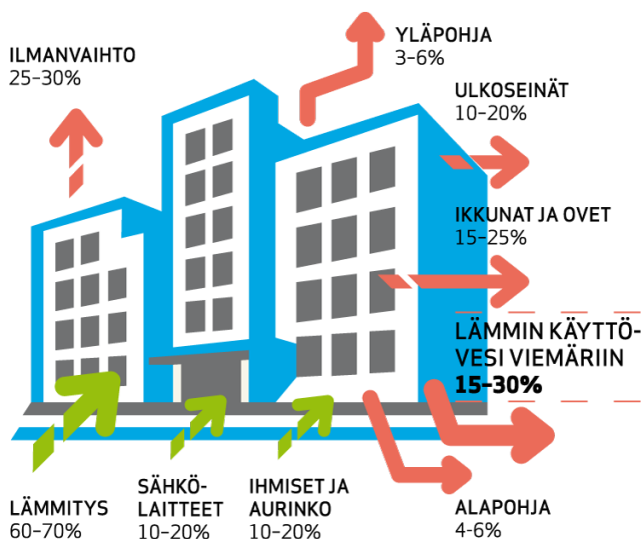 ILMANVAIHTO
25–30%
YLÄPOHJA
3–6%
ULKOSEINÄT
10–20%
IKKUNAT JA OVET
15–25%
LÄMMIN KÄYTTÖ-
VESI VIEMÄRIIN
15–30%
LÄMMITYS
60–70%
SÄHKÖ-
LAITTEET
10–20%
IHMISET JA
AURINKO
10–20%
ALAPOHJA
4-6%